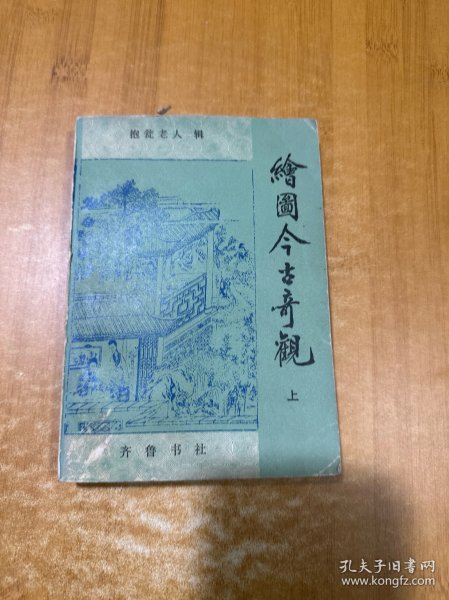 抱瓮老人 辑
繪圖今古奇觀
上
齐鲁书社
孔夫子旧书网
www.kongfz.com